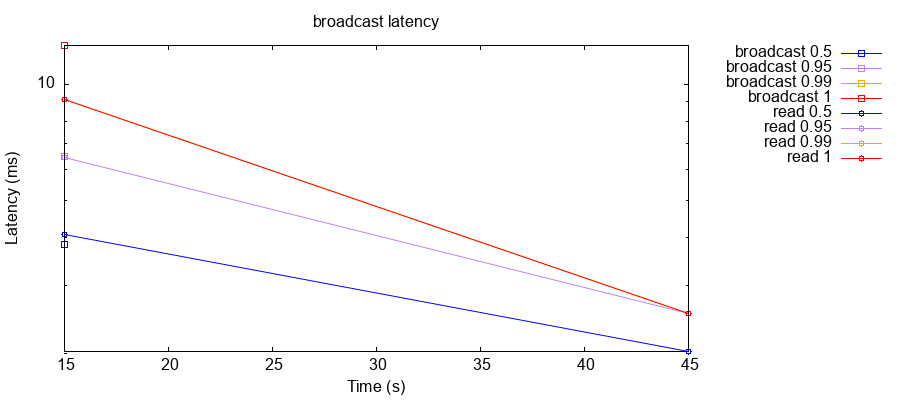 broadcast latency
broadcast 0.5
broadcast 0.95
broadcast 0.99
broadcast 1
read 0.5
read 0.95
read 0.99
read 1
10
Latency (ms)
15 20 25 30 35 40 45
Time (s)